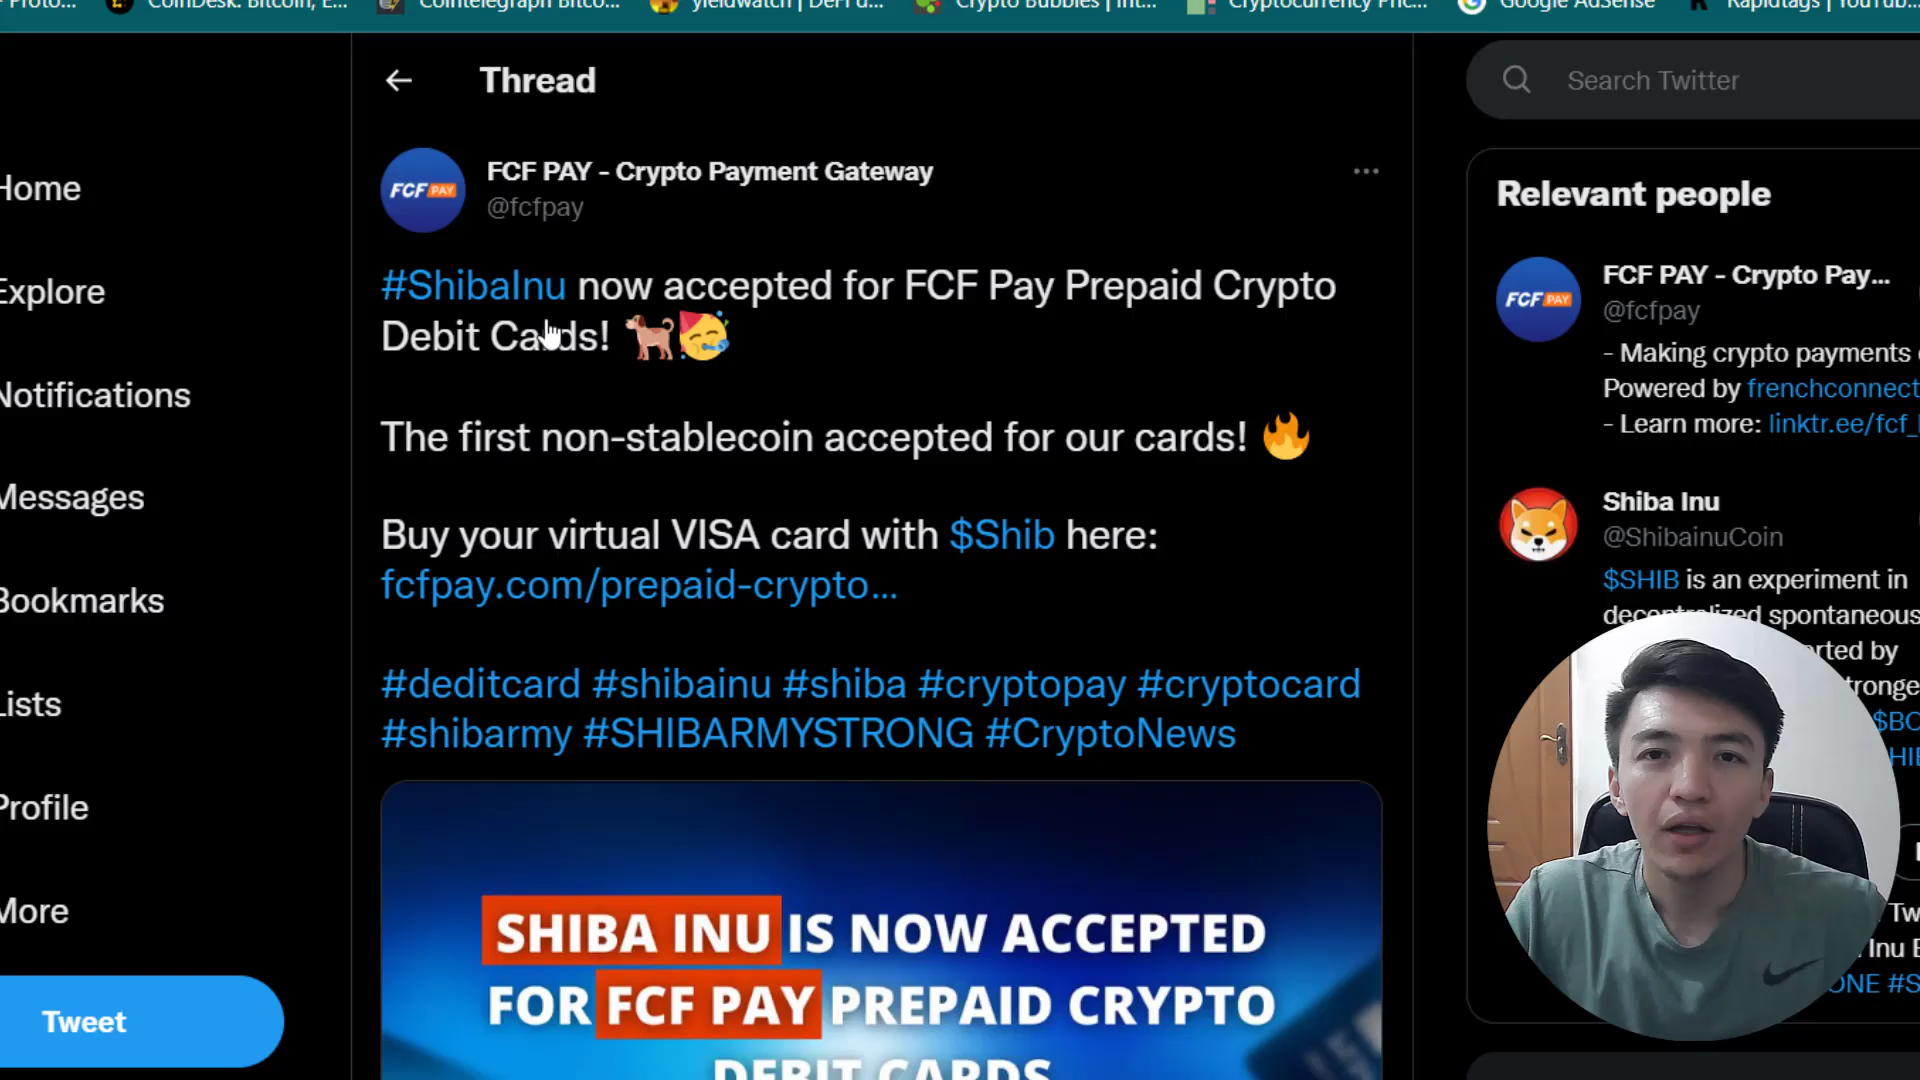 Proto...
CoinDesk: Bitcoin, E...
Cointelegraph Bitco...
yieldwatch | DeFi d...
Crypto Bubbles | Int...
Cryptocurrency Pric...
Google AdSense
Rapidtags | YouTub...
Thread
Search Twitter
Home
Explore
Notifications
Messages
Bookmarks
Lists
Profile
More
Tweet
FCF PAY
FCF PAY - Crypto Payment Gateway
@fcfpay
#ShibaInu now accepted for FCF Pay Prepaid Crypto
Debit Cards!
The first non-stablecoin accepted for our cards!
Buy your virtual VISA card with $Shib here:
fcfpay.com/prepaid-crypto...
#deditcard #shibainu #shiba #cryptopay #cryptocard
#shibarmy #SHIBARMYSTRONG #CryptoNews
SHIBA INU IS NOW ACCEPTED
FOR FCF PAY PREPAID CRYPTO
DEBIT CARDS
Relevant people
FCF PAY
FCF PAY - Crypto Pay...
@fcfpay
- Making crypto payments
Powered by frenchconnect
- Learn more: linktr.ee/fcf_
Shiba Inu
@ShibainuCoin
$SHIB is an experiment in
decentralized spontaneous
rted by
tronge
$BO
HIB
Tw
Inu E
ONE #S